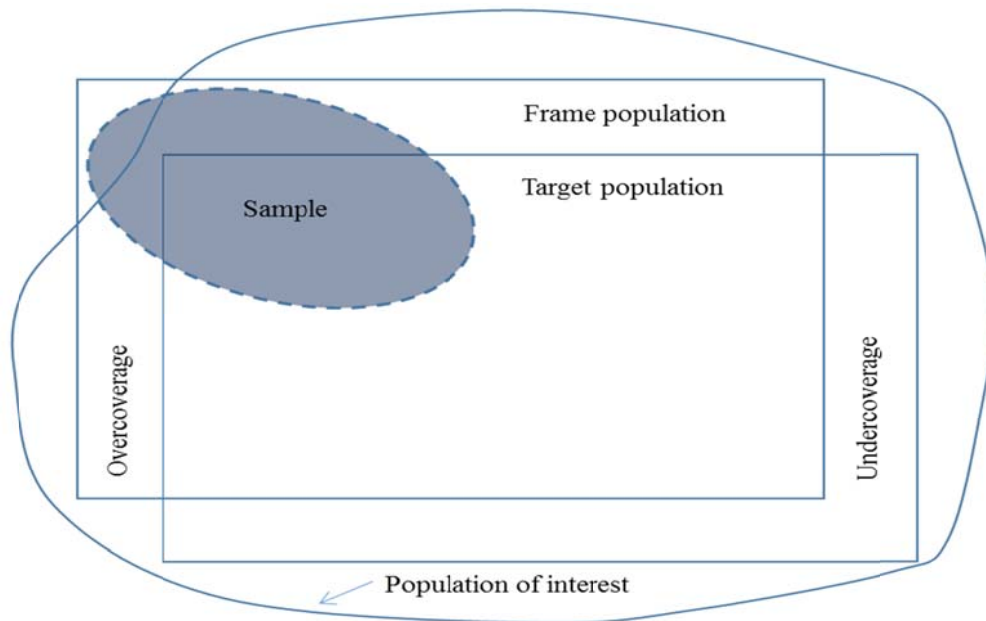 Frame population
Target population
Sample
Overcoverage
Undercoverage
Population of interest